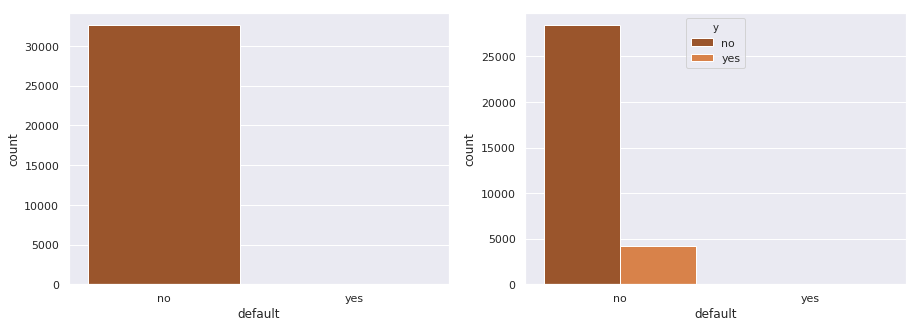 30000
25000
20000
15000
10000
5000
0
count
no
yes
default
y
no
yes
25000
20000
15000
10000
5000
0
count
no
yes
default